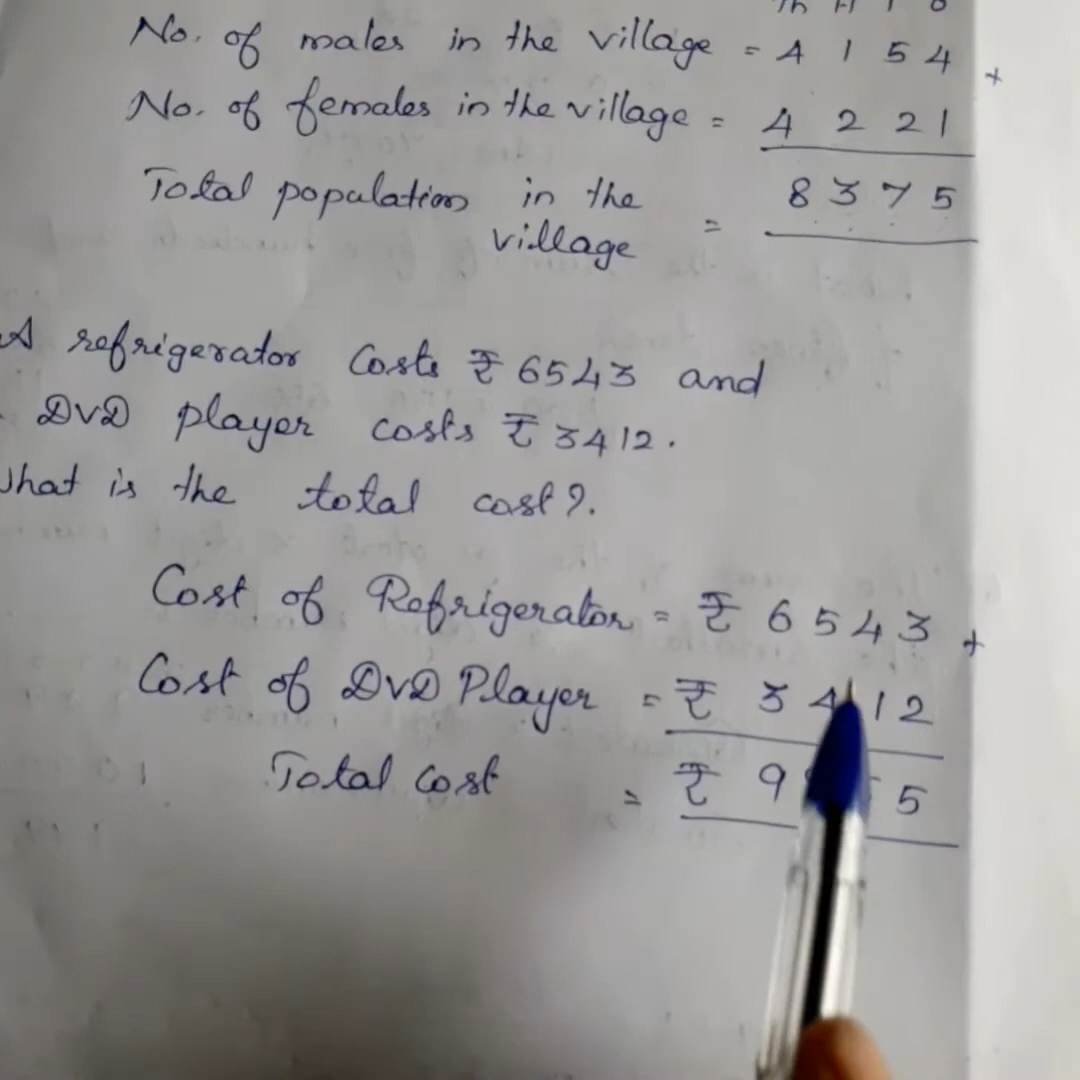 Th H T O
No. of males in the village = 4 1 5 4 +
No. of females in the village = 4 2 2 1
Total population in the
village = 8 3 7 5
A refrigerator costs ₹ 6543 and
DVD player costs ₹ 3412.
What is the total cost?.
Cost of Refrigerator = ₹ 6 5 4 3 +
Cost of DVD Player = ₹ 3 4 1 2
Total cost = ₹ 9 5